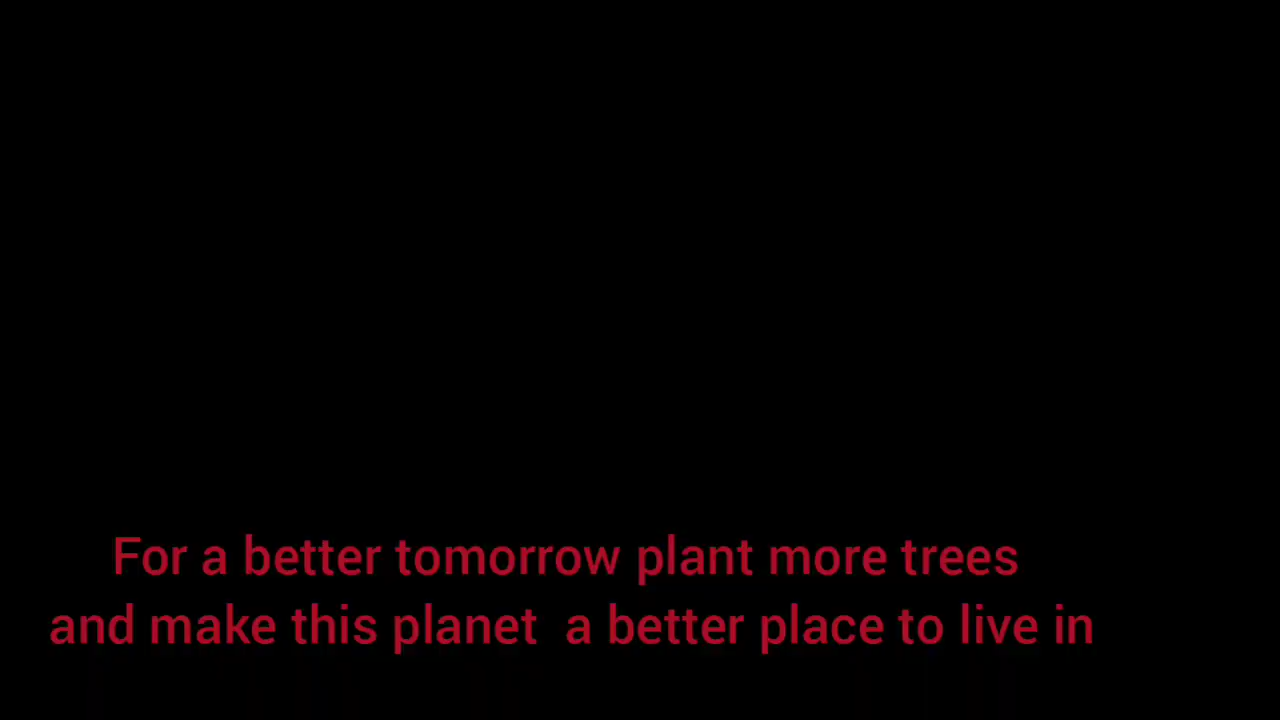 For a better tomorrow plant more trees
and make this planet  a better place to live in